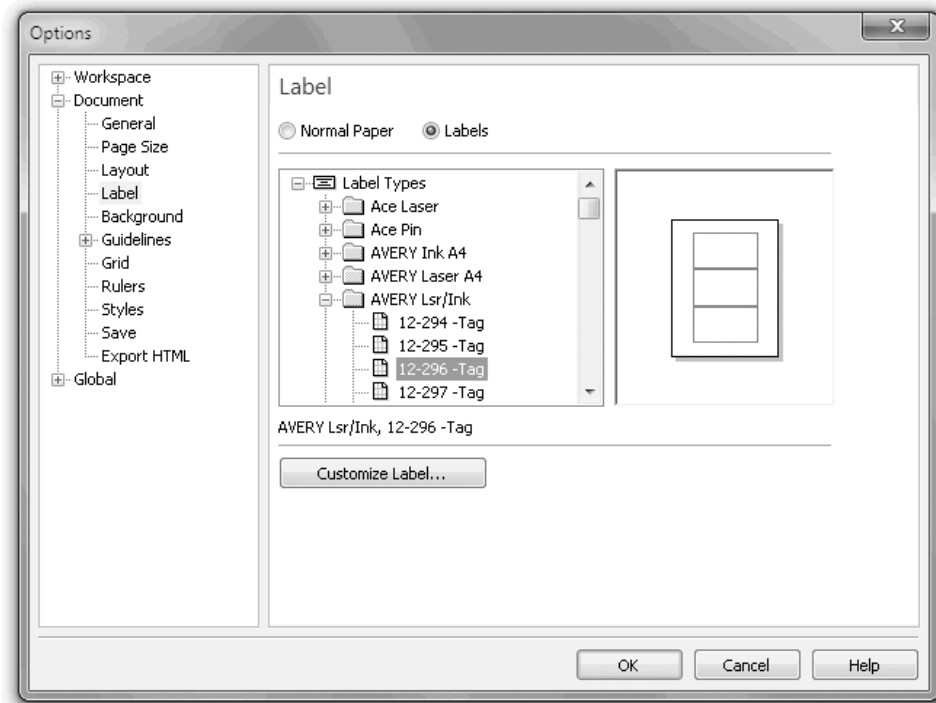 Options
Workspace
Document
General
Page Size
Layout
Label
Background
Guidelines
Grid
Rulers
Styles
Save
Export HTML
Global
Label
Normal Paper
Labels
Label Types
Ace Laser
Ace Pin
AVERY Ink A4
AVERY Laser A4
AVERY Lsr/Ink
12-294 -Tag
12-295 -Tag
12-296 -Tag
12-297 -Tag
AVERY Lsr/Ink, 12-296 -Tag
Customize Label...
OK
Cancel
Help